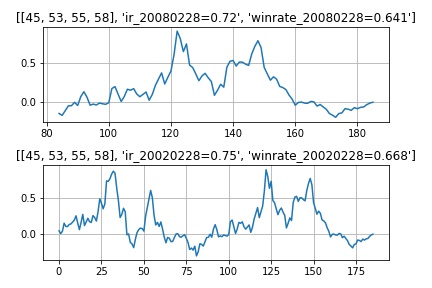 [[45, 53, 55, 58], 'ir_20080228=0.72', 'winrate_20080228=0.641']
0.5
0.0
80 100 120 140 160 180
[[45, 53, 55, 58], 'ir_20020228=0.75', 'winrate_20020228=0.668']
0.5
0.0
0 25 50 75 100 125 150 175